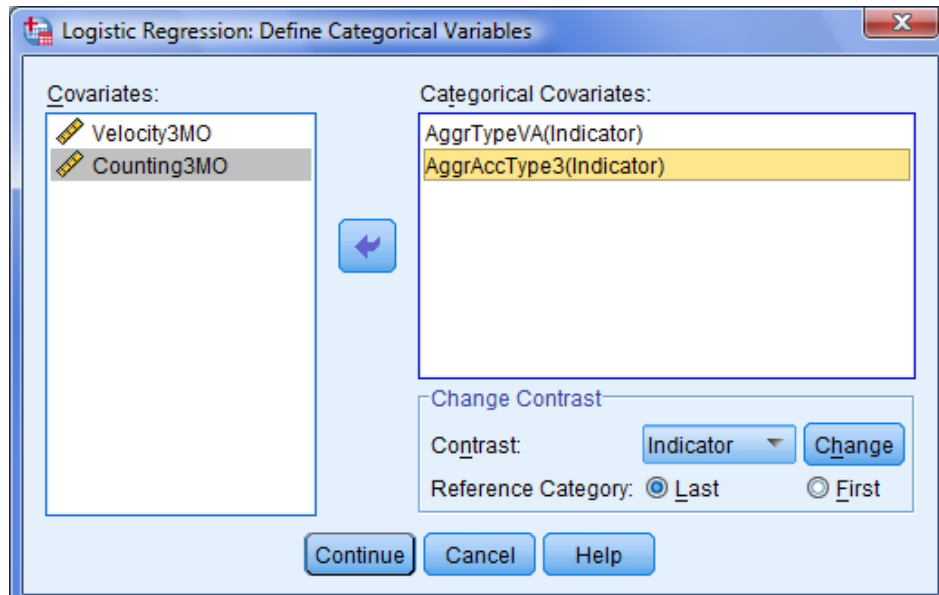 Logistic Regression: Define Categorical Variables
Covariates:
Velocity3MO
Counting3MO
Categorical Covariates:
AggrTypeVA(Indicator)
AggrAccType3(Indicator)
Change Contrast
Contrast: Indicator Change
Reference Category: Last First
Continue Cancel Help